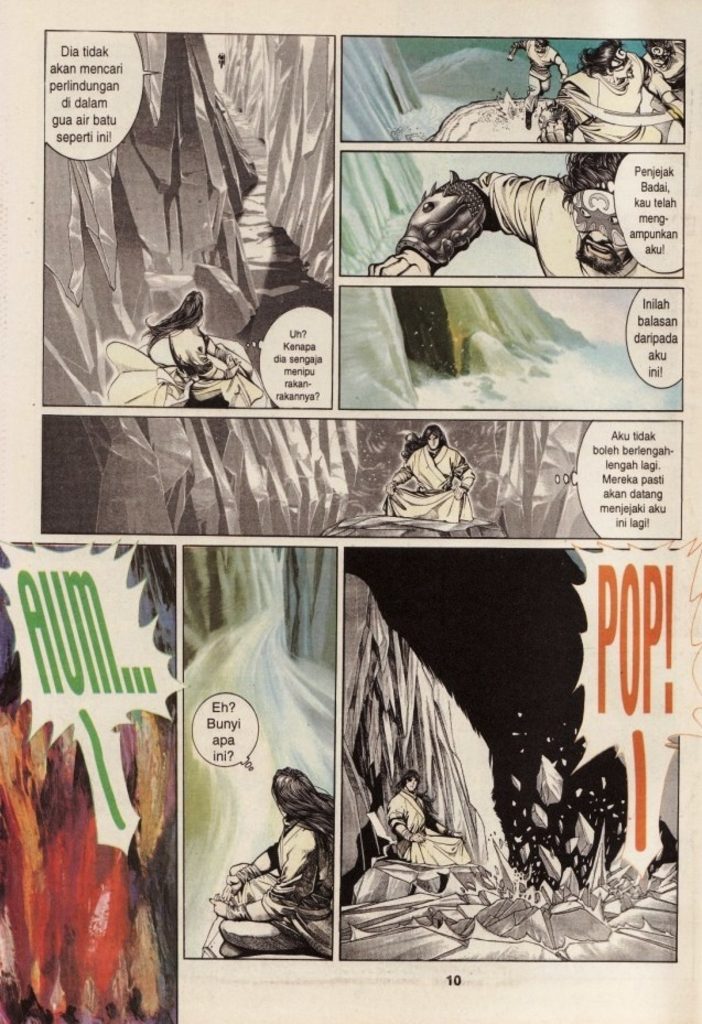 Dia tidak
akan mencari
perlindungan
di dalam
gua air batu
seperti ini!
Uh?
Kenapa
dia sengaja
menipu
rakan-
rakannya?
Penjejak
Badai,
kau telah
meng-
ampunkan
aku!
Inilah
balasan
daripada
aku
ini!
Aku tidak
boleh berlengah-
lengah lagi.
Mereka pasti
akan datang
menjejaki aku
ini lagi!
AUM...
Eh?
Bunyi
apa
ini?
POP!
10